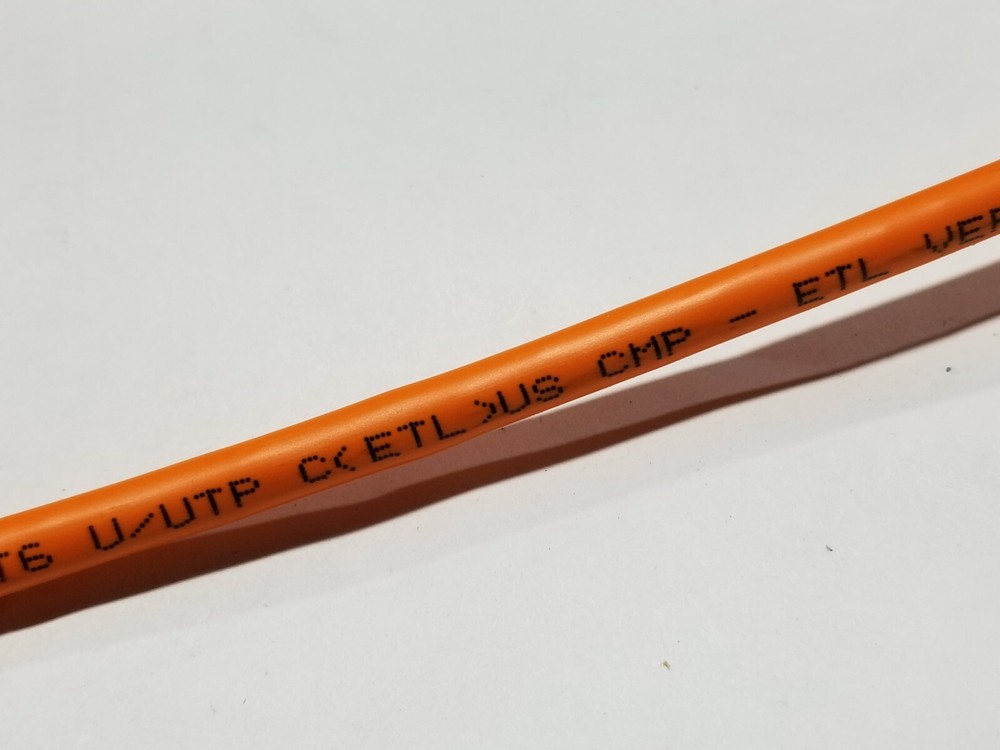 T6 U/UTP C(ETL)US CMP - ETL VER